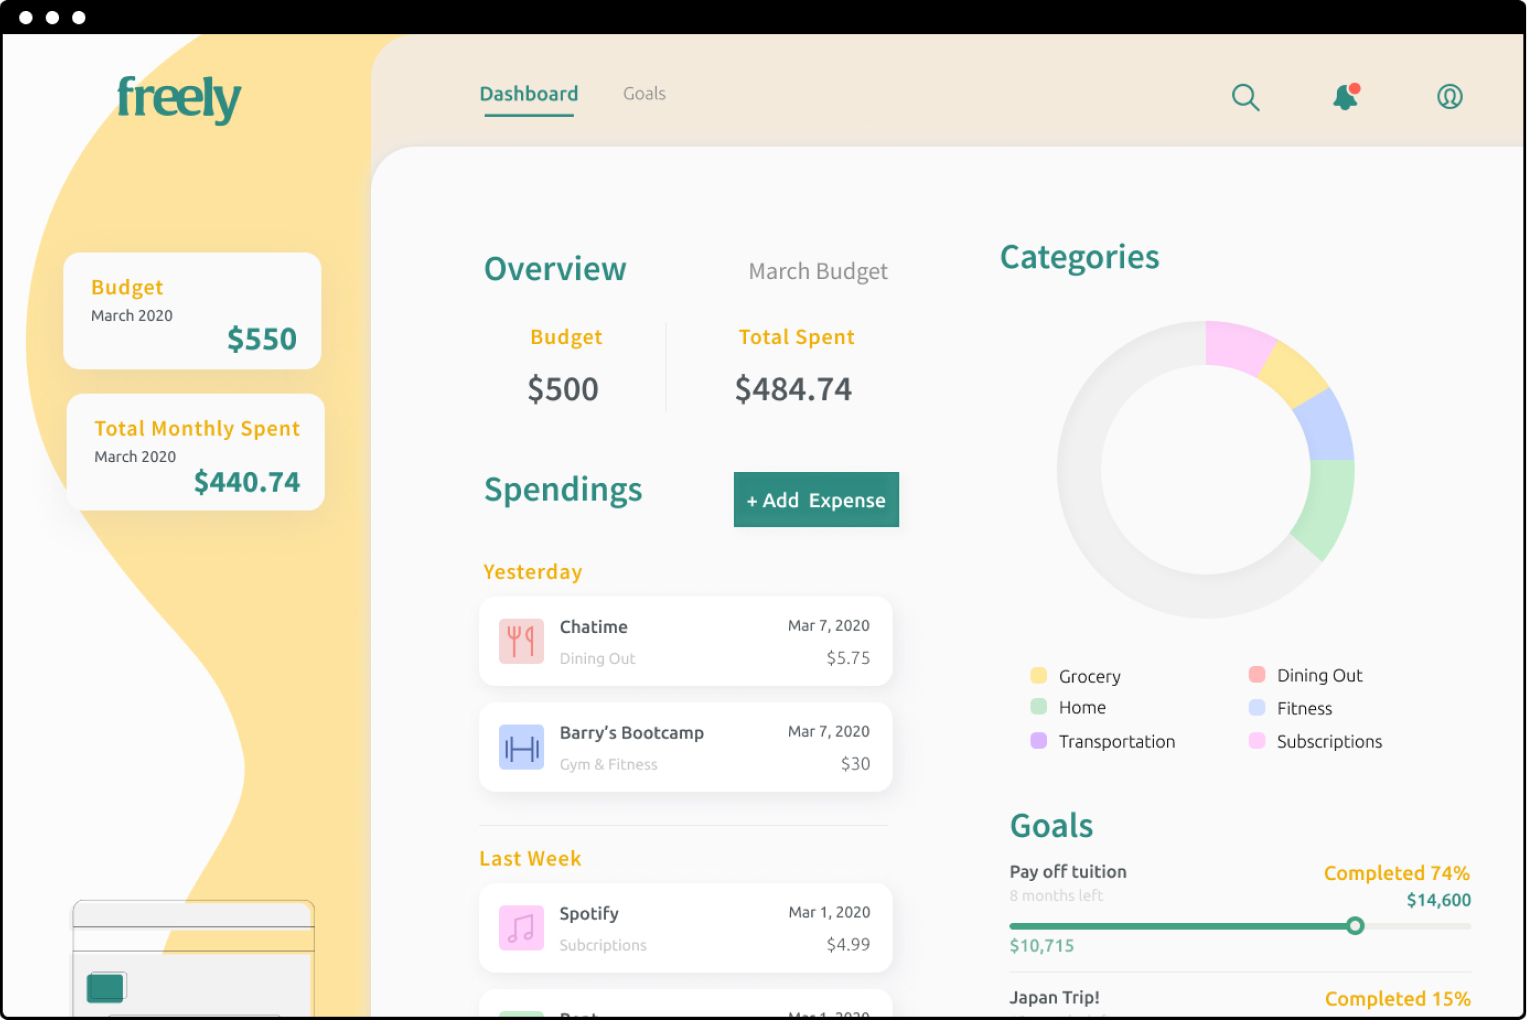 freely
Dashboard
Goals
Budget
March 2020
$550
Total Monthly Spent
March 2020
$440.74
Overview
March Budget
Budget
Total Spent
$500
$484.74
Spendings
+ Add Expense
Yesterday
Chatime
Mar 7, 2020
Dining Out
$5.75
Barry’s Bootcamp
Mar 7, 2020
Gym & Fitness
$30
Last Week
Spotify
Mar 1, 2020
Subcriptions
$4.99
Rent
Mar 1, 2020
Categories
Grocery
Dining Out
Home
Fitness
Transportation
Subscriptions
Goals
Pay off tuition
Completed 74%
8 months left
$14,600
$10,715
Japan Trip!
Completed 15%